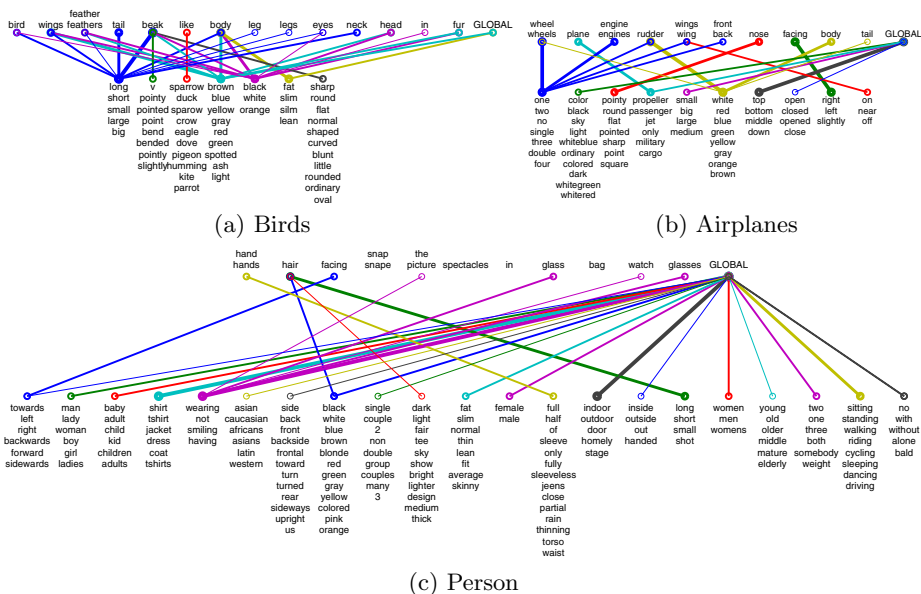 feather
bird wings feathers tail beak like body leg legs eyes neck head in fur GLOBAL
long v sparrow brown black fat sharp
short pointy duck blue white slim round
small pointed sparow yellow orange silm flat
large point crow gray lean normal
big bend eagle red shaped
bended dove green curved
pointly pigeon spotted blunt
slightly humming ash little
kite light rounded
parrot ordinary
oval
(a) Birds
wheel engine wings front
wheels plane engines rudder wing back nose facing body tail GLOBAL
one color pointy propeller small white top open right on
two black round passenger big blue bottom closed left near
no sky flat jet large green middle opened slightly off
single light pointed only medium yellow down close
three whiteblue sharp military gray
double ordinary point cargo orange
four colored square brown
dark
whitegreen
whitered
(b) Airplanes
hand snap the
hands hair facing snape picture spectacles in glass bag watch glasses GLOBAL
towards man baby shirt wearing asian side black single dark fat female full indoor inside long women young two sitting no
left lady adult tshirt not caucasian back white couple light slim male half outdoor outside short men old one standing with
right woman child jacket smiling africans front blue 2 fair normal of door out small womens older three walking without
backwards boy kid dress having asians backside brown non tee thin sleeve homely handed shot middle both riding alone
forward girl children coat latin frontal blonde double sky lean only stage mature somebody cycling bald
sidewards ladies adults tshirts western toward red group show fit fully elderly weight sleeping
turn green couples bright average sleeveless dancing
turned gray many lighter skinny jeens driving
rear yellow 3 design close
sideways colored medium partial
upright pink thick rain
us orange thinning
torso
waist
(c) Person